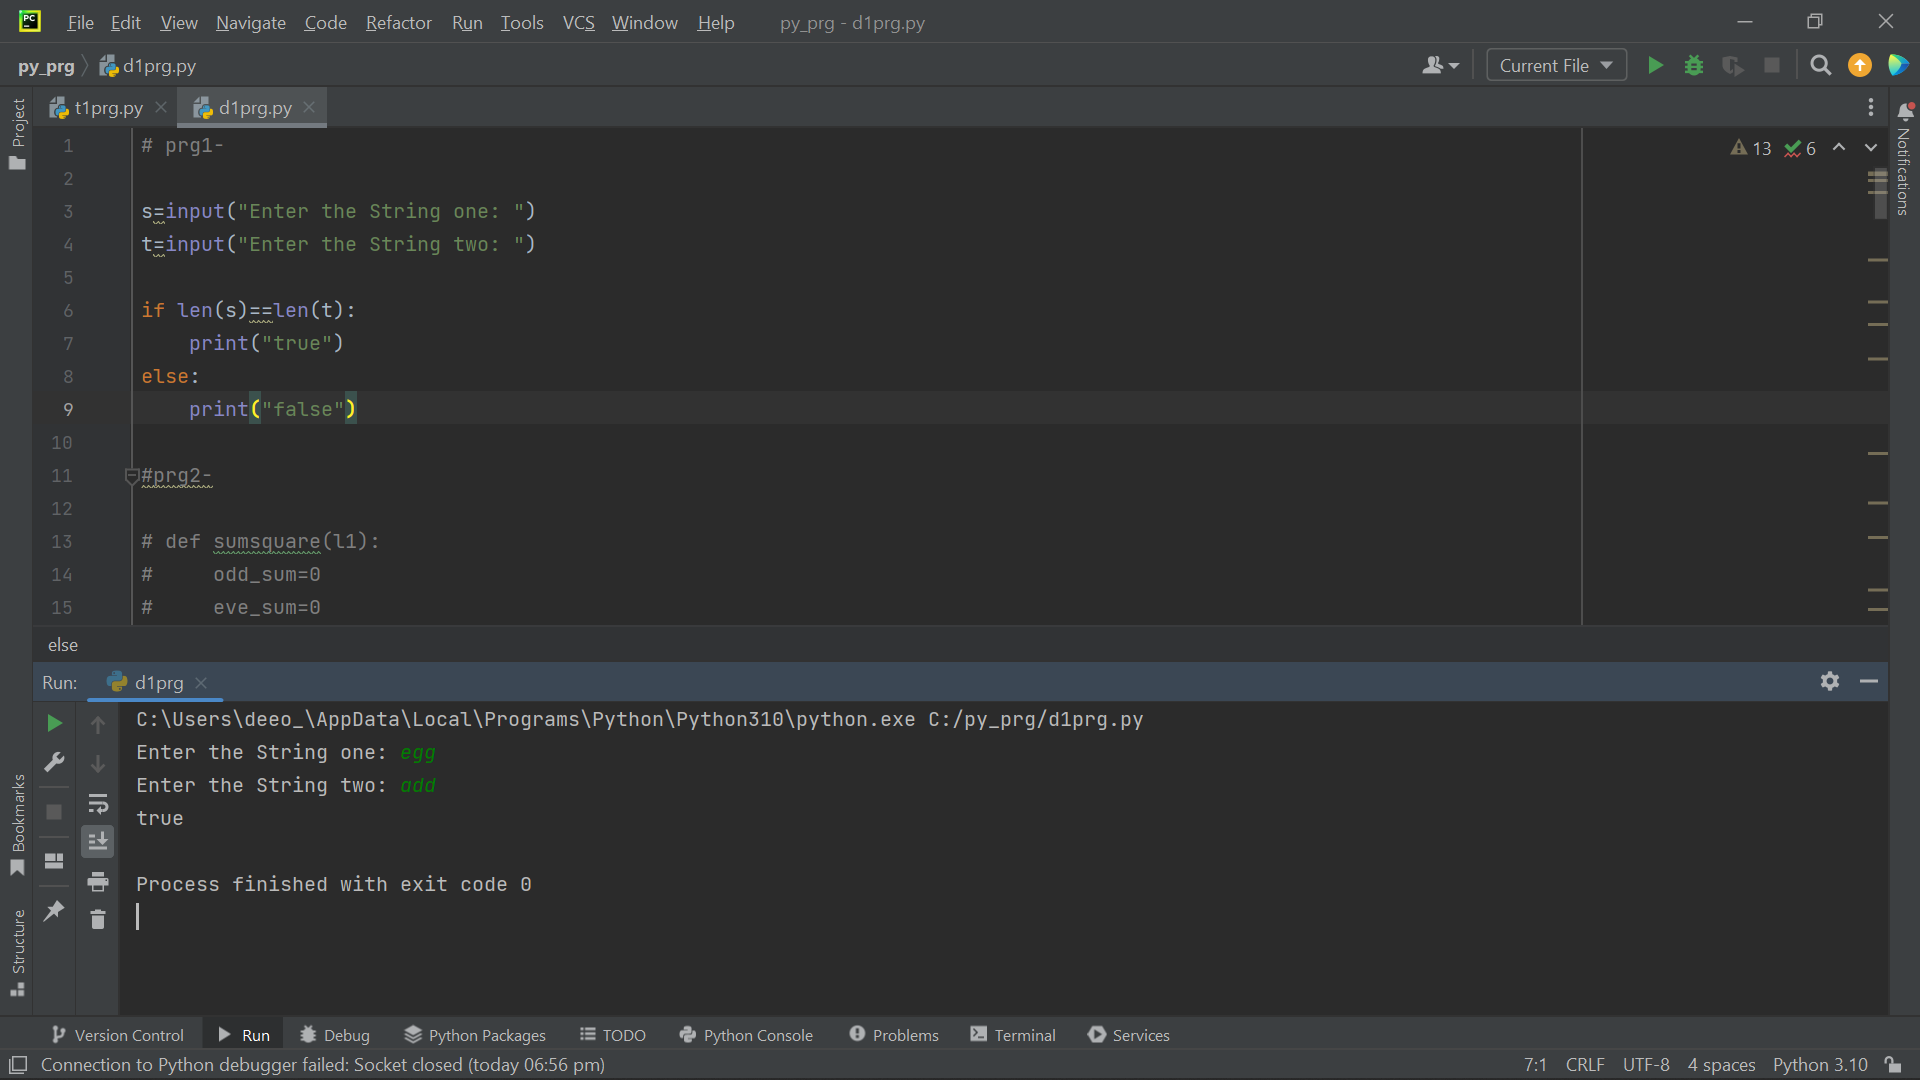 PC
File Edit View Navigate Code Refactor Run Tools VCS Window Help py_prg - d1prg.py
py_prg d1prg.py Current File
t1prg.py d1prg.py
Project
Notifications
13 6
1 # prg1-
2
3 s=input("Enter the String one: ")
4 t=input("Enter the String two: ")
5
6 if len(s)==len(t):
7 print("true")
8 else:
9 print("false")
10
11 #prg2-
12
13 # def sumsquare(l1):
14 # odd_sum=0
15 # eve_sum=0
else
Run: d1prg
C:\Users\deeo_\AppData\Local\Programs\Python\Python310\python.exe C:/py_prg/d1prg.py
Enter the String one: egg
Enter the String two: add
true
Process finished with exit code 0
Bookmarks
Structure
Version Control Run Debug Python Packages TODO Python Console Problems Terminal Services
Connection to Python debugger failed: Socket closed (today 06:56 pm) 7:1 CRLF UTF-8 4 spaces Python 3.10